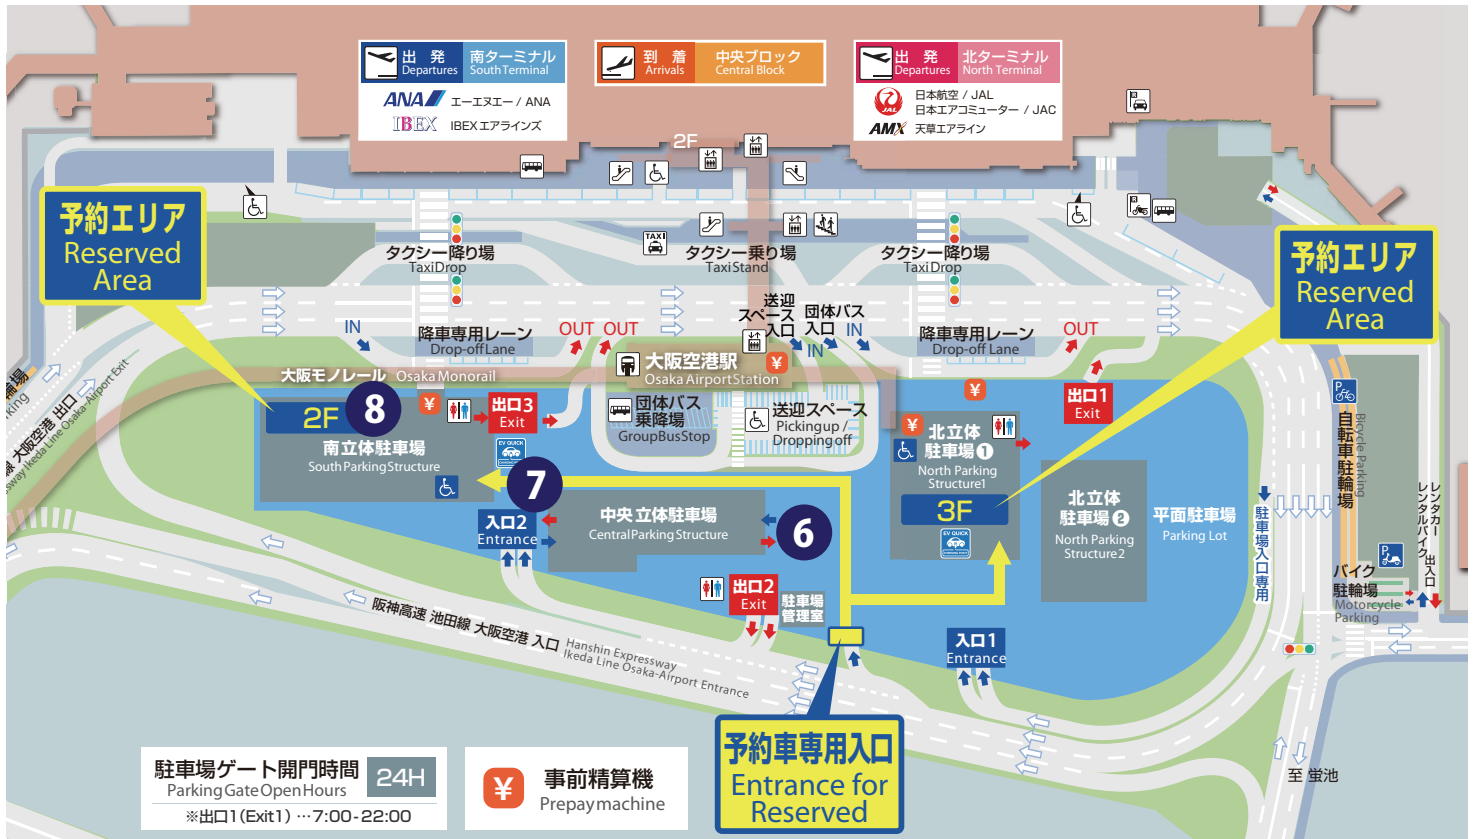 出 発
Departures
南ターミナル
South Terminal
ANA エーエヌエー / ANA
IBEX IBEXエアラインズ
到 着
Arrivals
中央ブロック
Central Block
出 発
Departures
北ターミナル
North Terminal
JAL
日本航空 / JAL
日本エアコミューター / JAC
AMX 天草エアライン
2F
予約エリア
Reserved
Area
予約エリア
Reserved
Area
タクシー降り場
Taxi Drop
TAXI
タクシー乗り場
Taxi Stand
タクシー降り場
Taxi Drop
IN
降車専用レーン
Drop-off Lane
OUT
OUT
送迎
スペース
入口
団体バス
入口
IN
IN
降車専用レーン
Drop-off Lane
OUT
大阪モノレール Osaka Monorail
大阪空港駅
Osaka Airport Station
¥
¥
¥
¥
2F
8
南立体駐車場
South Parking Structure
出口3
Exit
EV QUICK
団体バス
乗降場
Group Bus Stop
送迎スペース
Picking up /
Dropping off
北立体
駐車場1
North Parking
Structure1
3F
EV QUICK
出口1
Exit
北立体
駐車場2
North Parking
Structure2
平面駐車場
Parking Lot
駐車場入口専用
P
自転車駐輪場
Bicycle Parking
レンタカー
レンタルバイク
出入口
P
バイク
駐輪場
Motorcycle
Parking
7
入口2
Entrance
中央 立体駐車場
Central Parking Structure
6
出口2
Exit
駐車場
管理室
入口1
Entrance
大阪空港 出口
Ikeda Line Osaka-Airport Exit
阪神高速 池田線 大阪空港 入口
Hanshin Expressway
Ikeda Line Osaka-Airport Entrance
予約車専用入口
Entrance for
Reserved
至 蛍池
駐車場ゲート開門時間
Parking Gate Open Hours
24H
※出口1(Exit1) …7:00-22:00
¥
事前精算機
Prepay machine